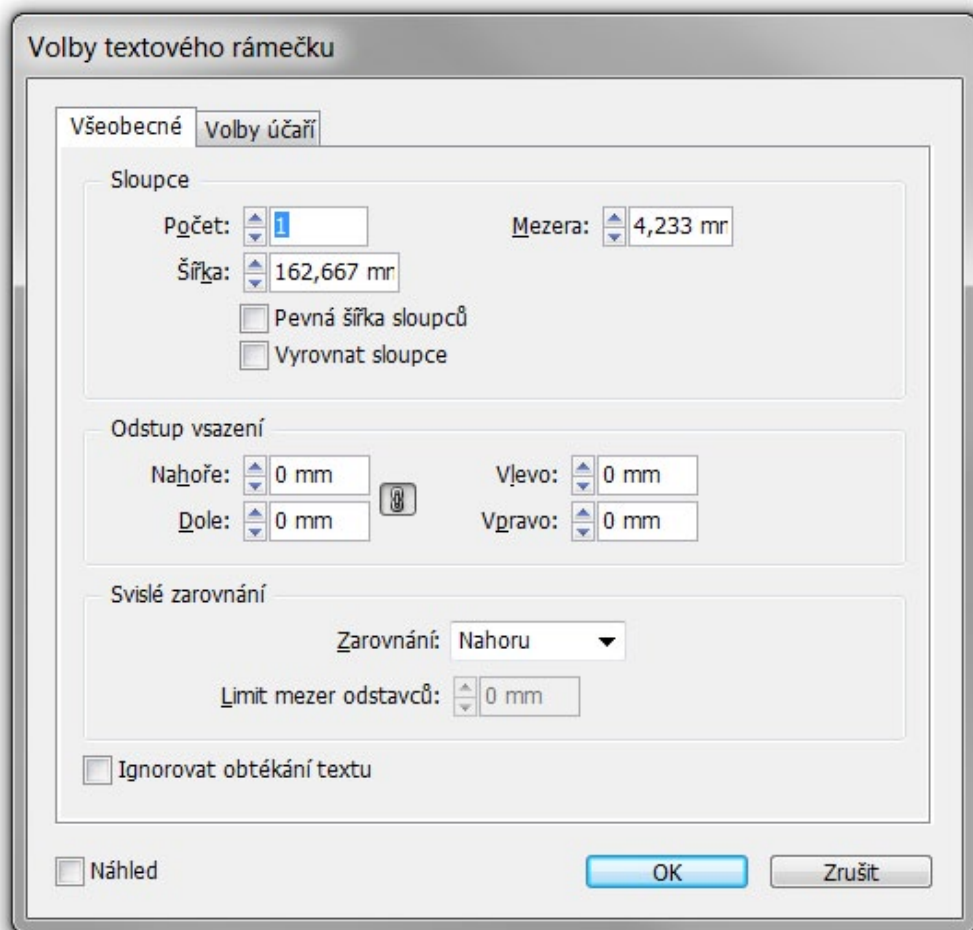 Volby textového rámečku
Všeobecné Volby účaří
Sloupce
Počet: 1 Mezera: 4,233 mr
Šířka: 162,667 mr
Pevná šířka sloupců
Vyrovnat sloupce
Odstup vsazení
Nahoře: 0 mm Vlevo: 0 mm
Dole: 0 mm Vpravo: 0 mm
Svislé zarovnání
Zarovnání: Nahoru
Limit mezer odstavců: 0 mm
Ignorovat obtékání textu
Náhled OK Zrušit